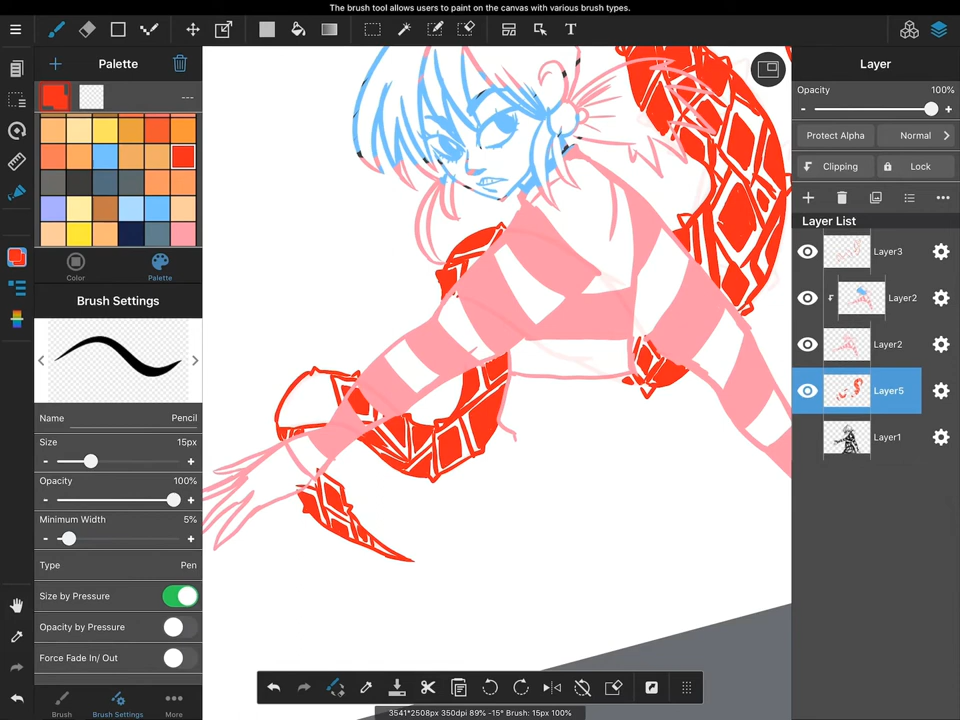 The brush tool allows users to paint on the canvas with various brush types.
T
Palette
Layer
Opacity
100%
---
Protect Alpha
Normal
Clipping
Lock
Layer List
Layer3
Layer2
Layer2
Layer5
Layer1
Color
Palette
Brush Settings
Name
Pencil
Size
15px
Opacity
100%
Minimum Width
5%
Type
Pen
Size by Pressure
Opacity by Pressure
Force Fade In/ Out
Brush
Brush Settings
More
3541*2508px 350dpi 89% -15° Brush: 15px 100%